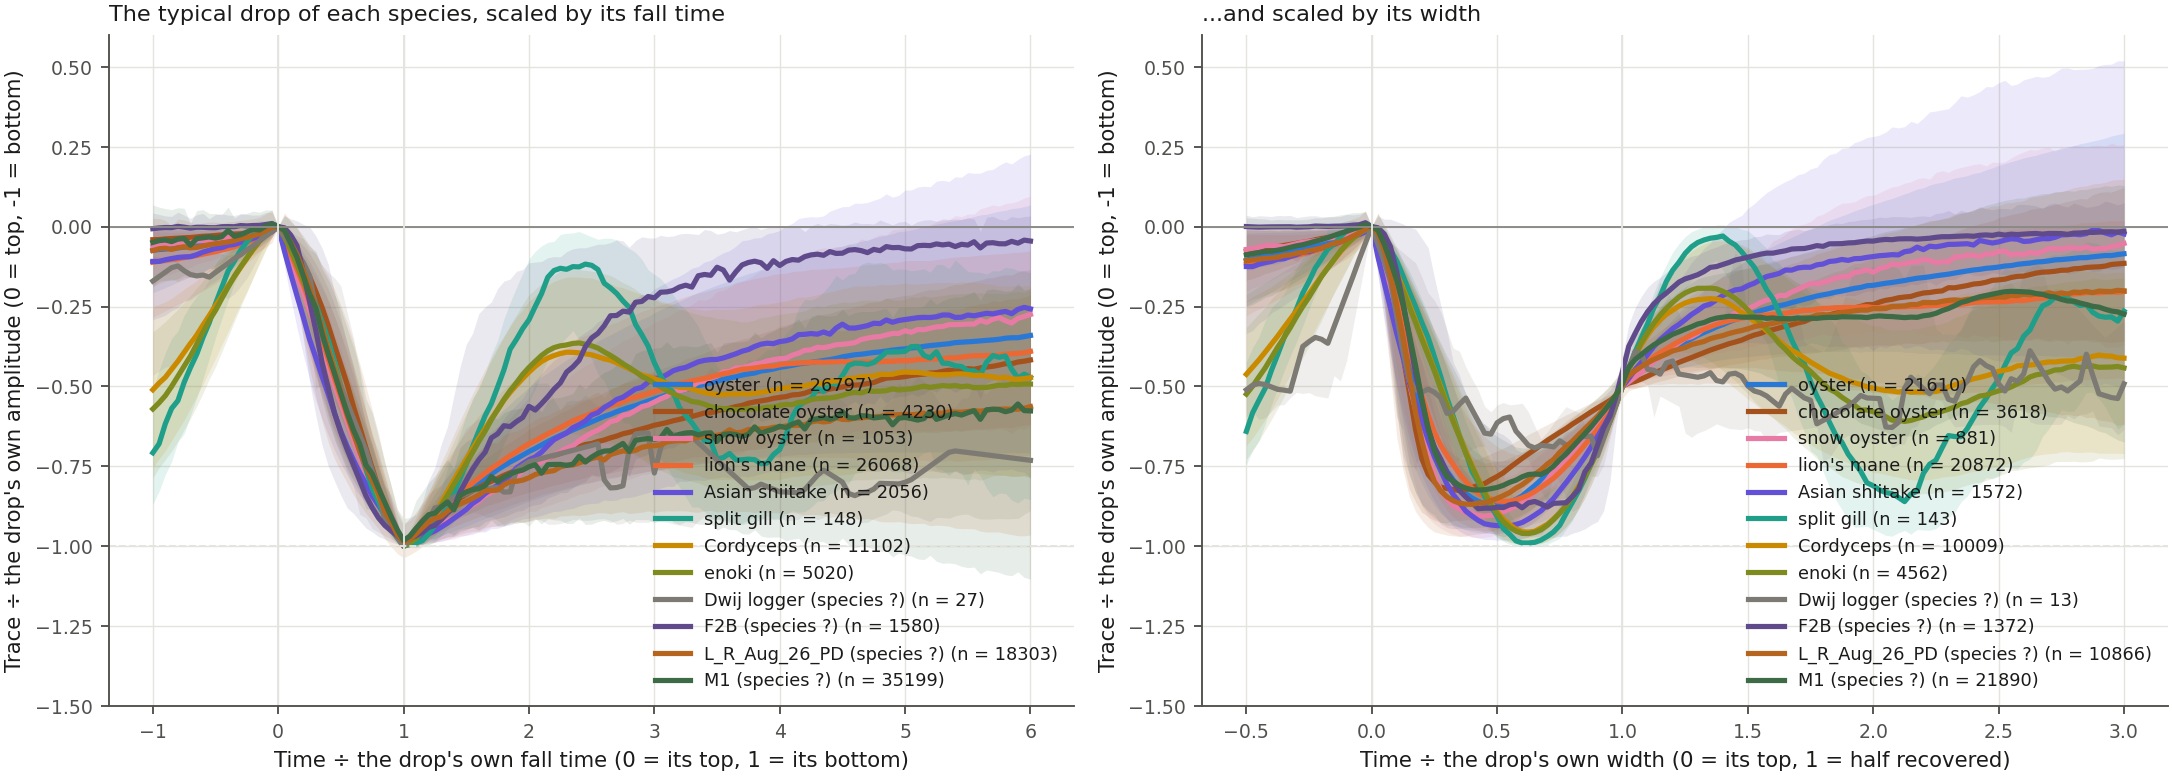 The typical drop of each species, scaled by its fall time
Trace ÷ the drop's own amplitude (0 = top, -1 = bottom)
0.50
0.25
0.00
−0.25
−0.50
−0.75
−1.00
−1.25
−1.50
oyster (n = 26797)
chocolate oyster (n = 4230)
snow oyster (n = 1053)
lion's mane (n = 26068)
Asian shiitake (n = 2056)
split gill (n = 148)
Cordyceps (n = 11102)
enoki (n = 5020)
Dwij logger (species ?) (n = 27)
F2B (species ?) (n = 1580)
L_R_Aug_26_PD (species ?) (n = 18303)
M1 (species ?) (n = 35199)
−1 0 1 2 3 4 5 6
Time ÷ the drop's own fall time (0 = its top, 1 = its bottom)
...and scaled by its width
Trace ÷ the drop's own amplitude (0 = top, -1 = bottom)
0.50
0.25
0.00
−0.25
−0.50
−0.75
−1.00
−1.25
−1.50
oyster (n = 21610)
chocolate oyster (n = 3618)
snow oyster (n = 881)
lion's mane (n = 20872)
Asian shiitake (n = 1572)
split gill (n = 143)
Cordyceps (n = 10009)
enoki (n = 4562)
Dwij logger (species ?) (n = 13)
F2B (species ?) (n = 1372)
L_R_Aug_26_PD (species ?) (n = 10866)
M1 (species ?) (n = 21890)
−0.5 0.0 0.5 1.0 1.5 2.0 2.5 3.0
Time ÷ the drop's own width (0 = its top, 1 = half recovered)